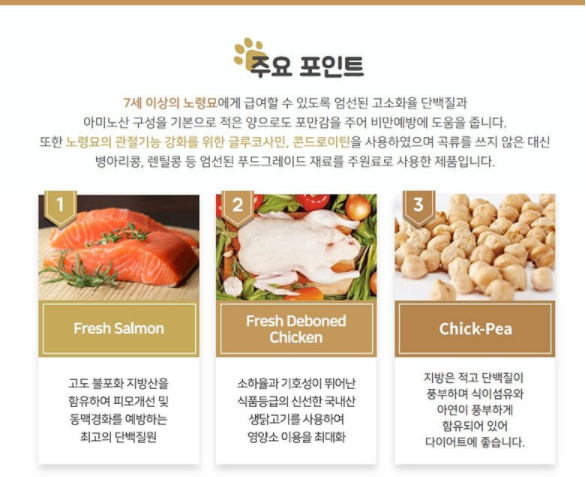 주요 포인트
7세 이상의 노령묘에게 급여할 수 있도록 엄선된 고소화율 단백질과
아미노산 구성을 기본으로 적은 양으로도 포만감을 주어 비만예방에 도움을 줍니다.
또한 노령묘의 관절기능 강화를 위한 글루코사민, 콘드로이틴을 사용하였으며 곡류를 쓰지 않은 대신
병아리콩, 렌틸콩 등 엄선된 푸드그레이드 재료를 주원료로 사용한 제품입니다.
1
Fresh Salmon
고도 불포화 지방산을
함유하여 피모개선 및
동맥경화를 예방하는
최고의 단백질원
2
Fresh Deboned
Chicken
소하율과 기호성이 뛰어난
식품등급의 신선한 국내산
생닭고기를 사용하여
영양소 이용을 최대화
3
Chick-Pea
지방은 적고 단백질이
풍부하며 식이섬유와
아연이 풍부하게
함유되어 있어
다이어트에 좋습니다.